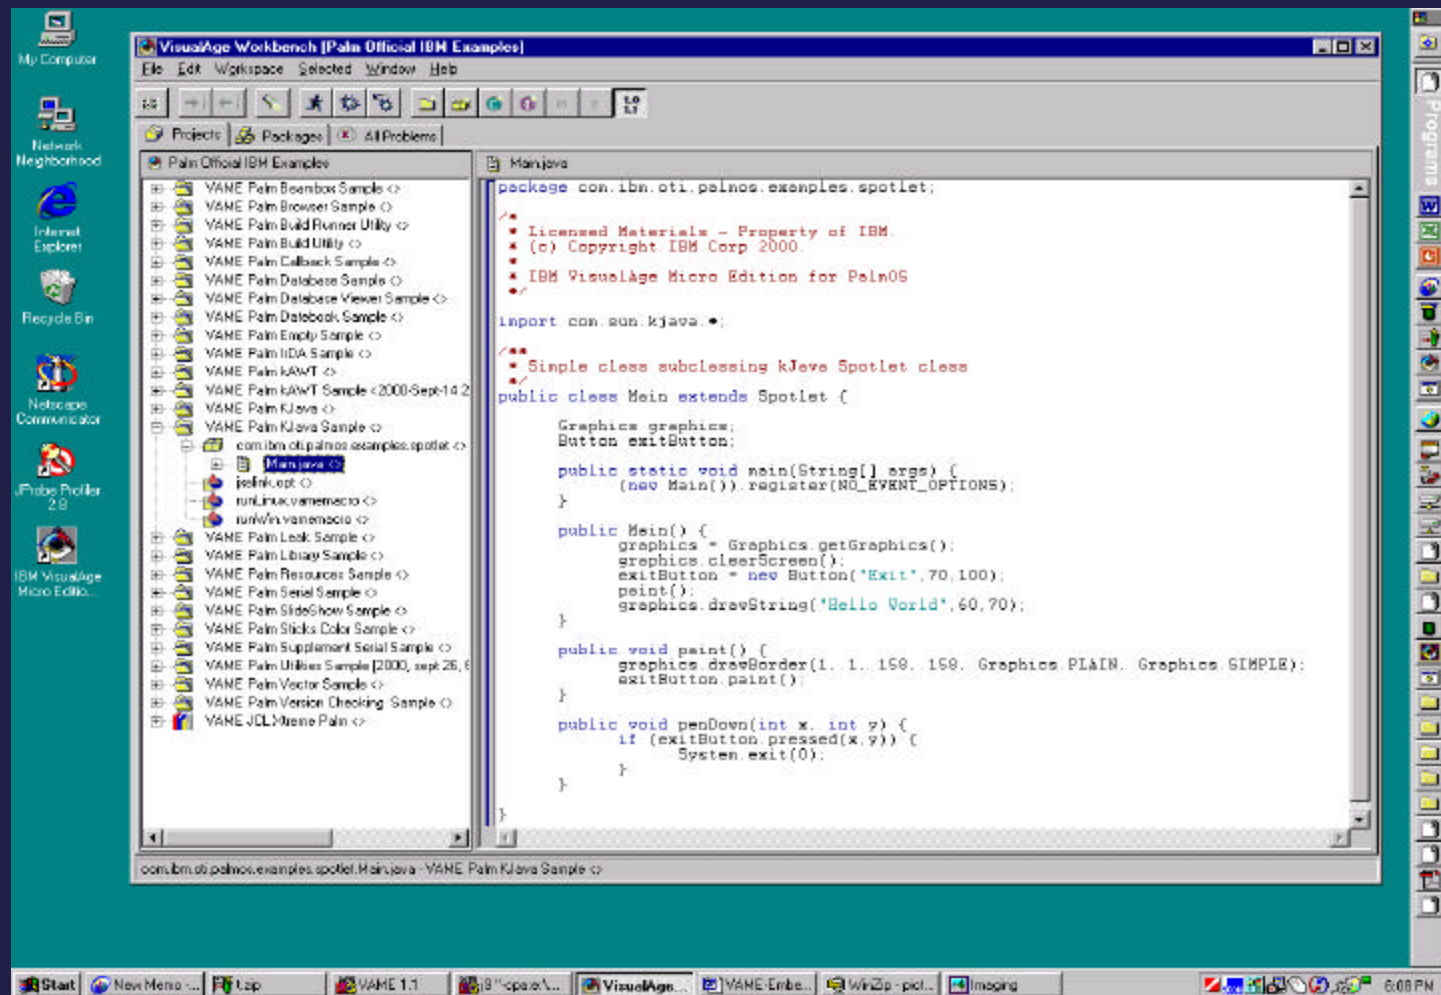 My Computer
Network
Neighborhood
Internet
Explorer
Recycle Bin
Netscape
Communicator
JProbe Profiler
2.8
IBM VisualAge
Micro Editio...
VisualAge Workbench [Palm Official IBM Examples]
File Edit Workspace Selected Window Help
Projects Packages All Problems
Palm Official IBM Examples
VAME Palm Beambox Sample <>
VAME Palm Browser Sample <>
VAME Palm Build Runner Utility <>
VAME Palm Build Utility <>
VAME Palm Callback Sample <>
VAME Palm Database Sample <>
VAME Palm Database Viewer Sample <>
VAME Palm Datebook Sample <>
VAME Palm Empty Sample <>
VAME Palm IrDA Sample <>
VAME Palm kAWT <>
VAME Palm kAWT Sample <2000-Sept-14 2
VAME Palm KJava <>
VAME Palm KJava Sample <>
com.ibm.oti.palmos.examples.spotlet <>
Main.java <>
jxelink.opt <>
runLinux.vamemacro <>
runWin.vamemacro <>
VAME Palm Leak Sample <>
VAME Palm Library Sample <>
VAME Palm Resources Sample <>
VAME Palm Serial Sample <>
VAME Palm SlideShow Sample <>
VAME Palm Sticks Color Sample <>
VAME Palm Supplement Serial Sample <>
VAME Palm Utilities Sample [2000, sept 26, 6
VAME Palm Vector Sample <>
VAME Palm Version Checking Sample <>
VAME JCL Xtreme Palm <>
Main.java
package com.ibm.oti.palmos.examples.spotlet;
/*
* Licensed Materials - Property of IBM.
* (c) Copyright IBM Corp 2000.
*
* IBM VisualAge Micro Edition for PalmOS
*/
import com.sun.kjava.*;
/**
* Simple class subclassing kJava Spotlet class
*/
public class Main extends Spotlet {
Graphics graphics;
Button exitButton;
public static void main(String[] args) {
(new Main()).register(NO_EVENT_OPTIONS);
}
public Main() {
graphics = Graphics.getGraphics();
graphics.clearScreen();
exitButton = new Button("Exit",70,100);
paint();
graphics.drawString("Hello World",60,70);
}
public void paint() {
graphics.drawBorder(1, 1, 158, 158, Graphics.PLAIN, Graphics.SIMPLE);
exitButton.paint();
}
public void penDown(int x, int y) {
if (exitButton.pressed(x,y)) {
System.exit(0);
}
}
}
com.ibm.oti.palmos.examples.spotlet.Main.java - VAME Palm KJava Sample <>
Programs
Start New Memo -... t.zip VAME 1.1 VisualAge... VAME-Embe... WinZip - pict... Imaging 6:08 PM